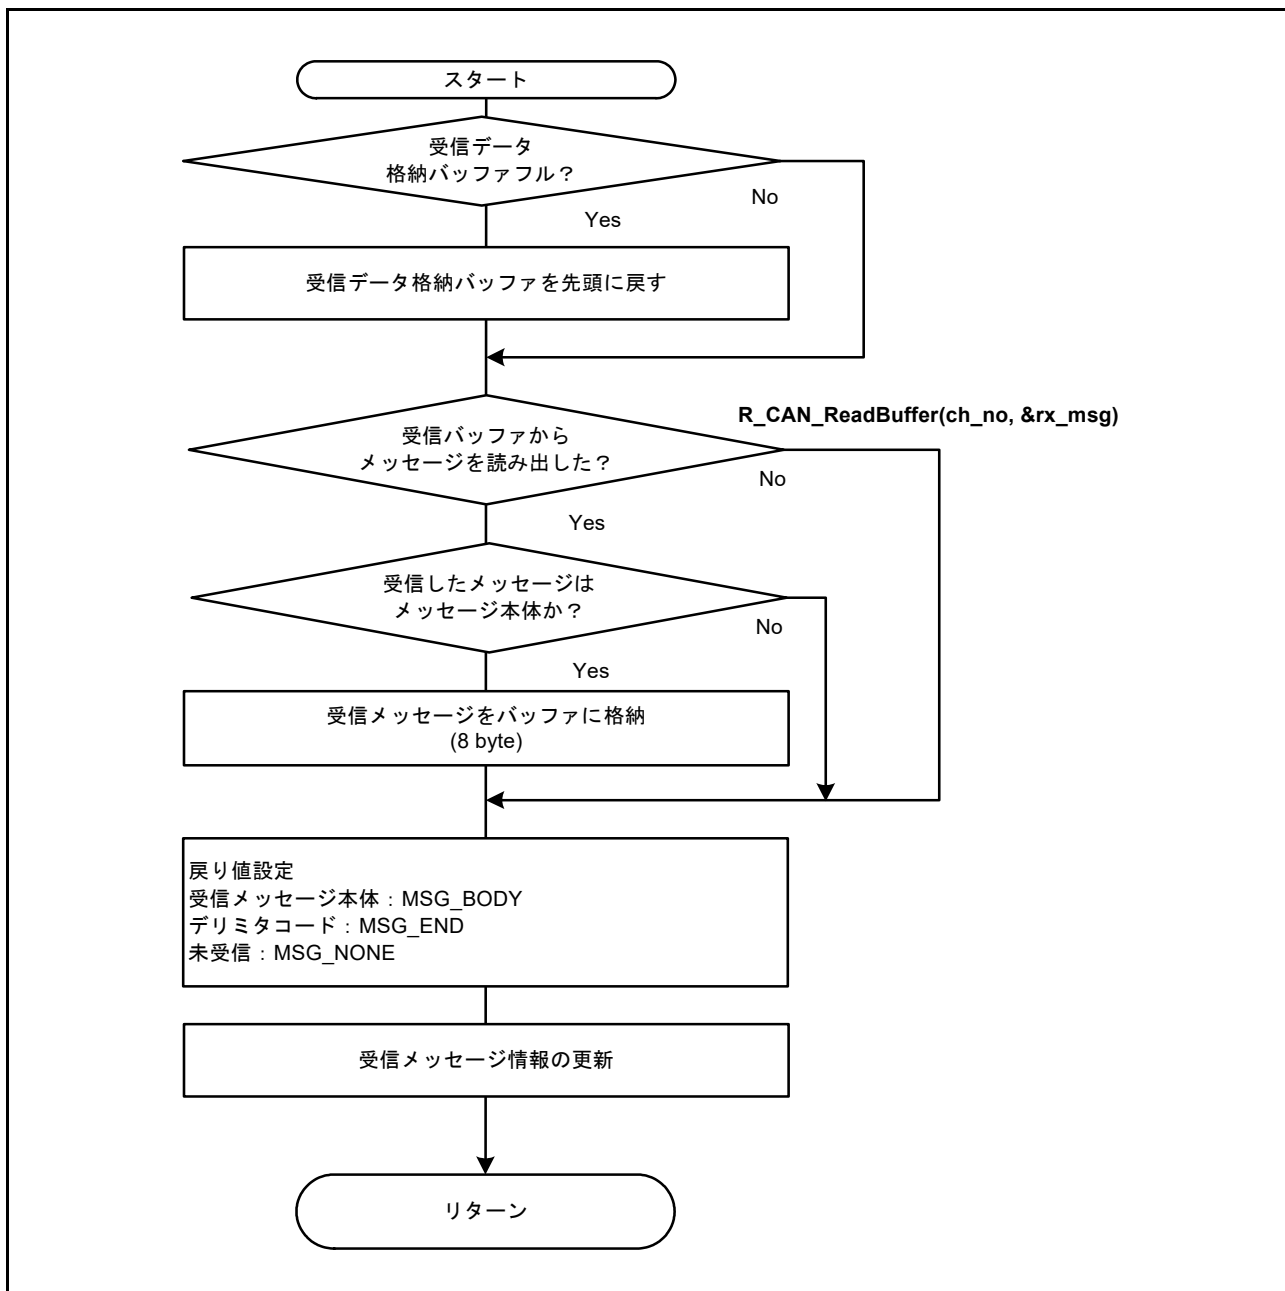 スタート
受信データ
格納バッファフル？
No
Yes
受信データ格納バッファを先頭に戻す
R_CAN_ReadBuffer(ch_no, &rx_msg)
受信バッファから
メッセージを読み出した？
No
Yes
受信したメッセージは
メッセージ本体か？
No
Yes
受信メッセージをバッファに格納
(8 byte)
戻り値設定
受信メッセージ本体：MSG_BODY
デリミタコード：MSG_END
未受信：MSG_NONE
受信メッセージ情報の更新
リターン